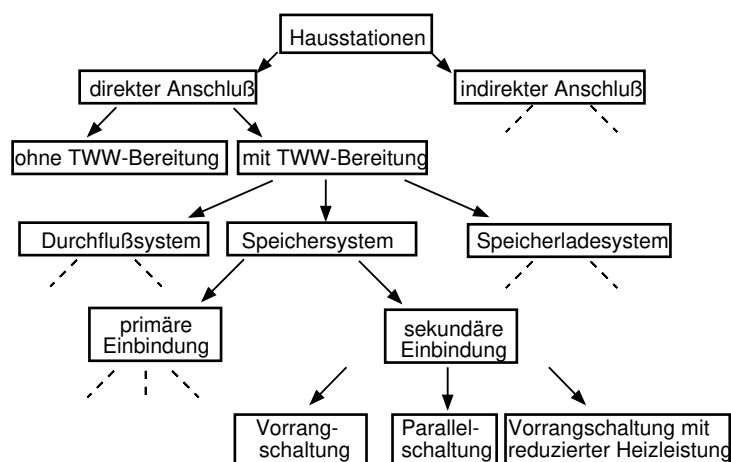 Hausstationen
direkter Anschluß
indirekter Anschluß
ohne TWW-Bereitung
mit TWW-Bereitung
Durchflußsystem
Speichersystem
Speicherladesystem
primäre
Einbindung
sekundäre
Einbindung
Vorrang-
schaltung
Parallel-
schaltung
Vorrangschaltung mit
reduzierter Heizleistung